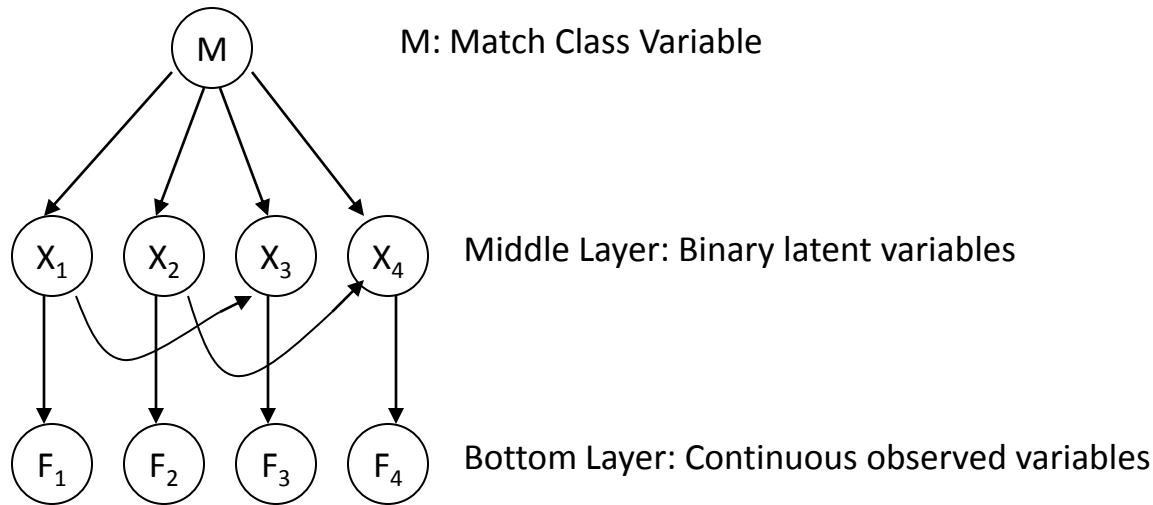 M M: Match Class Variable
X₁ X₂ X₃ X₄ Middle Layer: Binary latent variables
F₁ F₂ F₃ F₄ Bottom Layer: Continuous observed variables